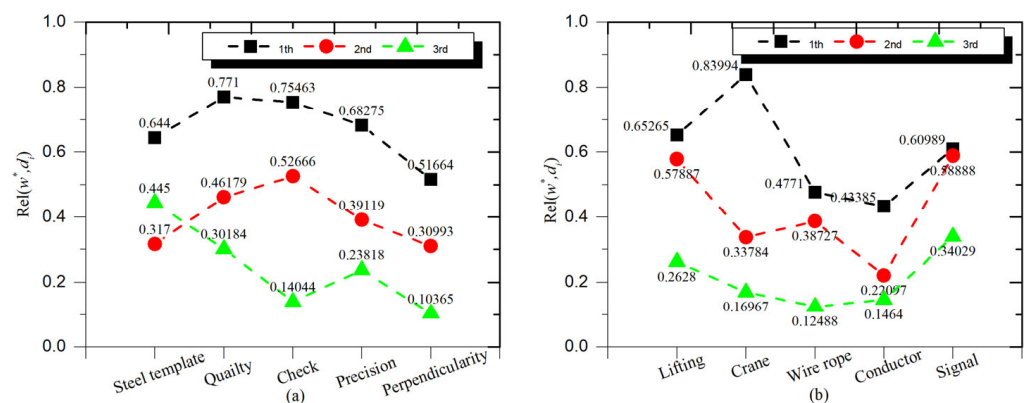 1.0
0.8
0.6
0.4
0.2
0.0
Rel(w*,d_i)
1th 2nd 3rd
0.644
0.771
0.75463
0.68275
0.51664
0.317
0.46179
0.52666
0.39119
0.30993
0.445
0.30184
0.14044
0.23818
0.10365
Steel template
Quailty
Check
Precision
Perpendicularity
(a)
1.0
0.8
0.6
0.4
0.2
0.0
Rel(w*,d_i)
1th 2nd 3rd
0.65265
0.83994
0.4771
0.43385
0.60989
0.57887
0.33784
0.38727
0.22097
0.58888
0.2628
0.16967
0.12488
0.1464
0.34029
Lifting
Crane
Wire rope
Conductor
Signal
(b)